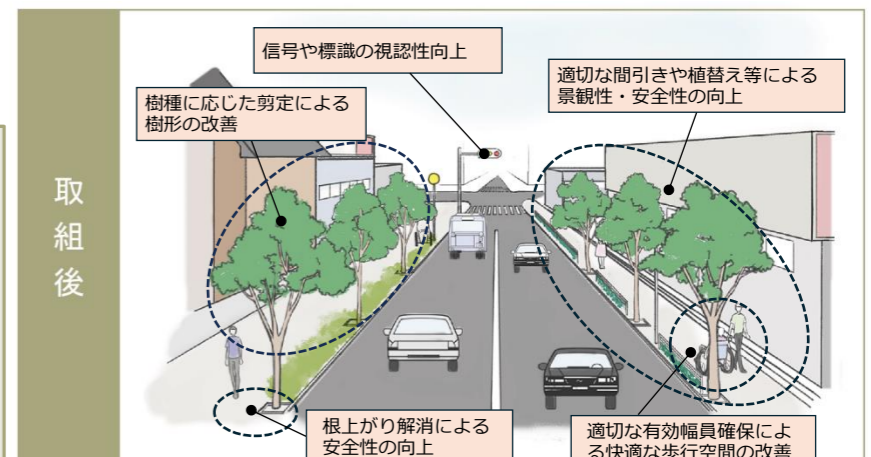 取組後
信号や標識の視認性向上
適切な間引きや植替え等による
景観性・安全性の向上
樹種に応じた剪定による
樹形の改善
根上がり解消による
安全性の向上
適切な有効幅員確保によ
る快適な歩行空間の改善